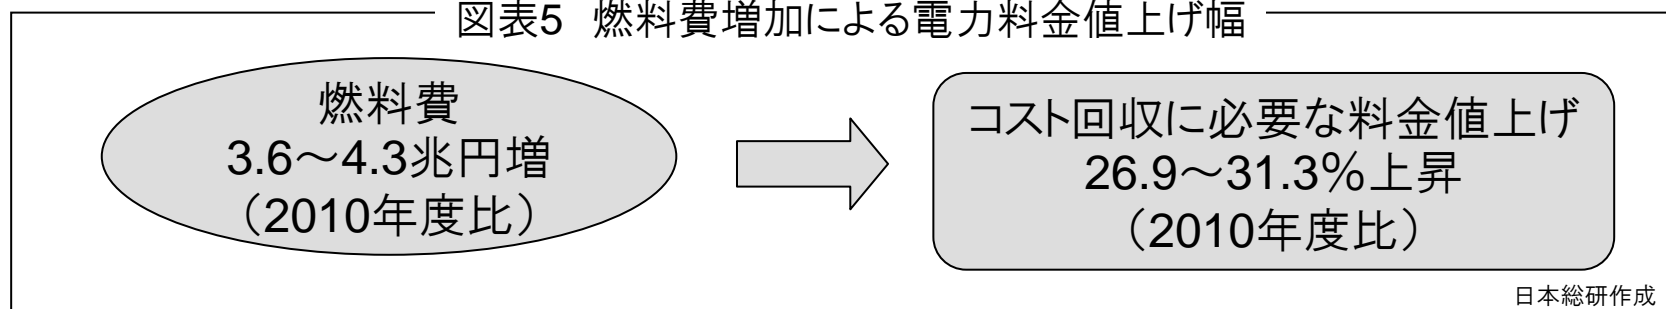 図表5 燃料費増加による電力料金値上げ幅
燃料費
3.6～4.3兆円増
（2010年度比）
コスト回収に必要な料金値上げ
26.9～31.3％上昇
（2010年度比）
日本総研作成